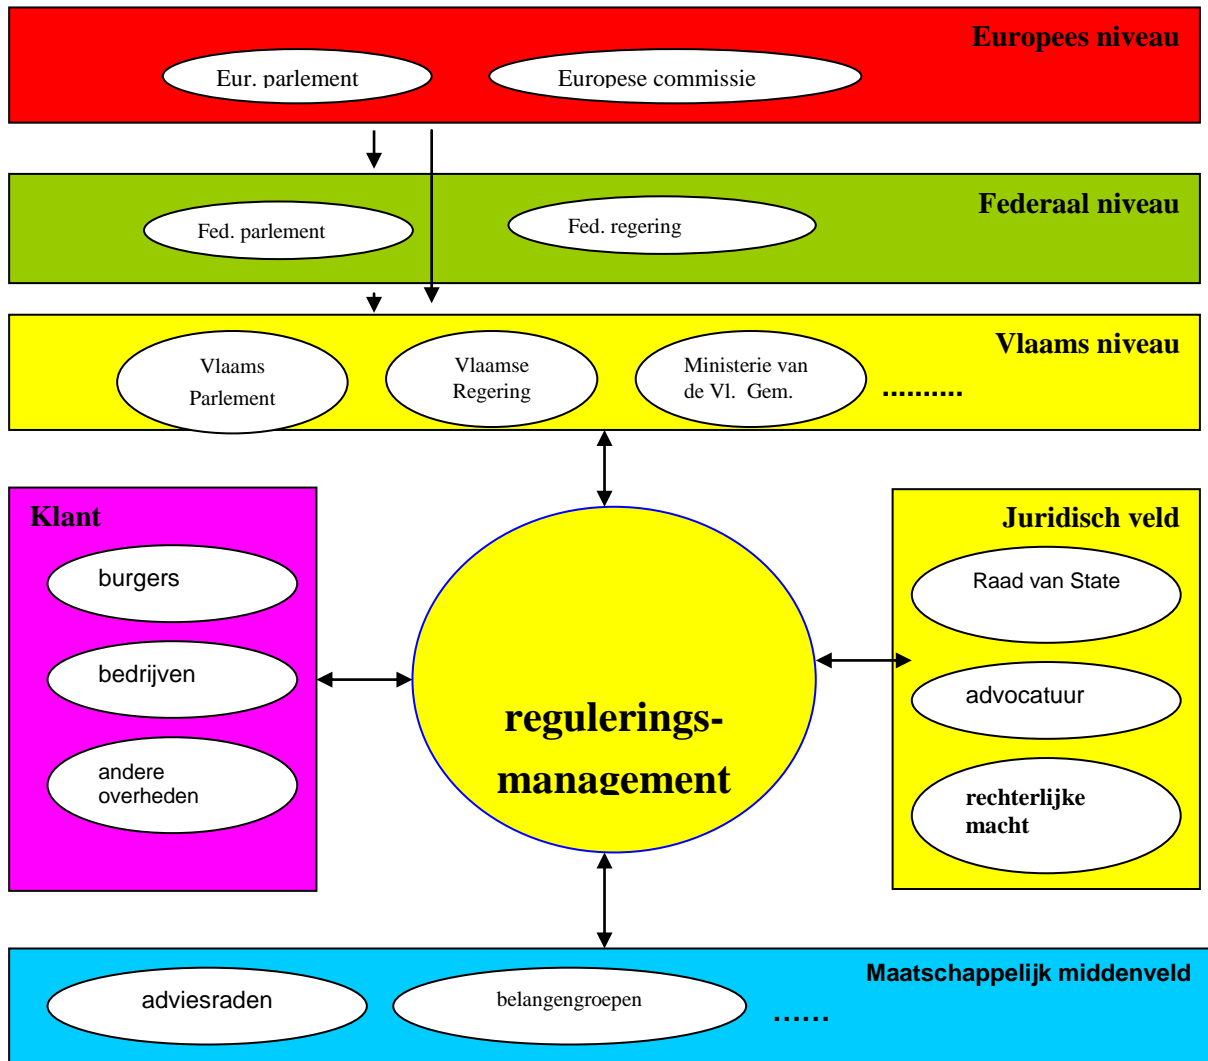 Europees niveau
Eur. parlement
Europese commissie
Federaal niveau
Fed. parlement
Fed. regering
Vlaams niveau
Vlaams
Parlement
Vlaamse
Regering
Ministerie van
de Vl. Gem.
..........
Klant
burgers
bedrijven
andere
overheden
regulerings-
management
Juridisch veld
Raad van State
advocatuur
rechterlijke
macht
Maatschappelijk middenveld
adviesraden
belangengroepen
......